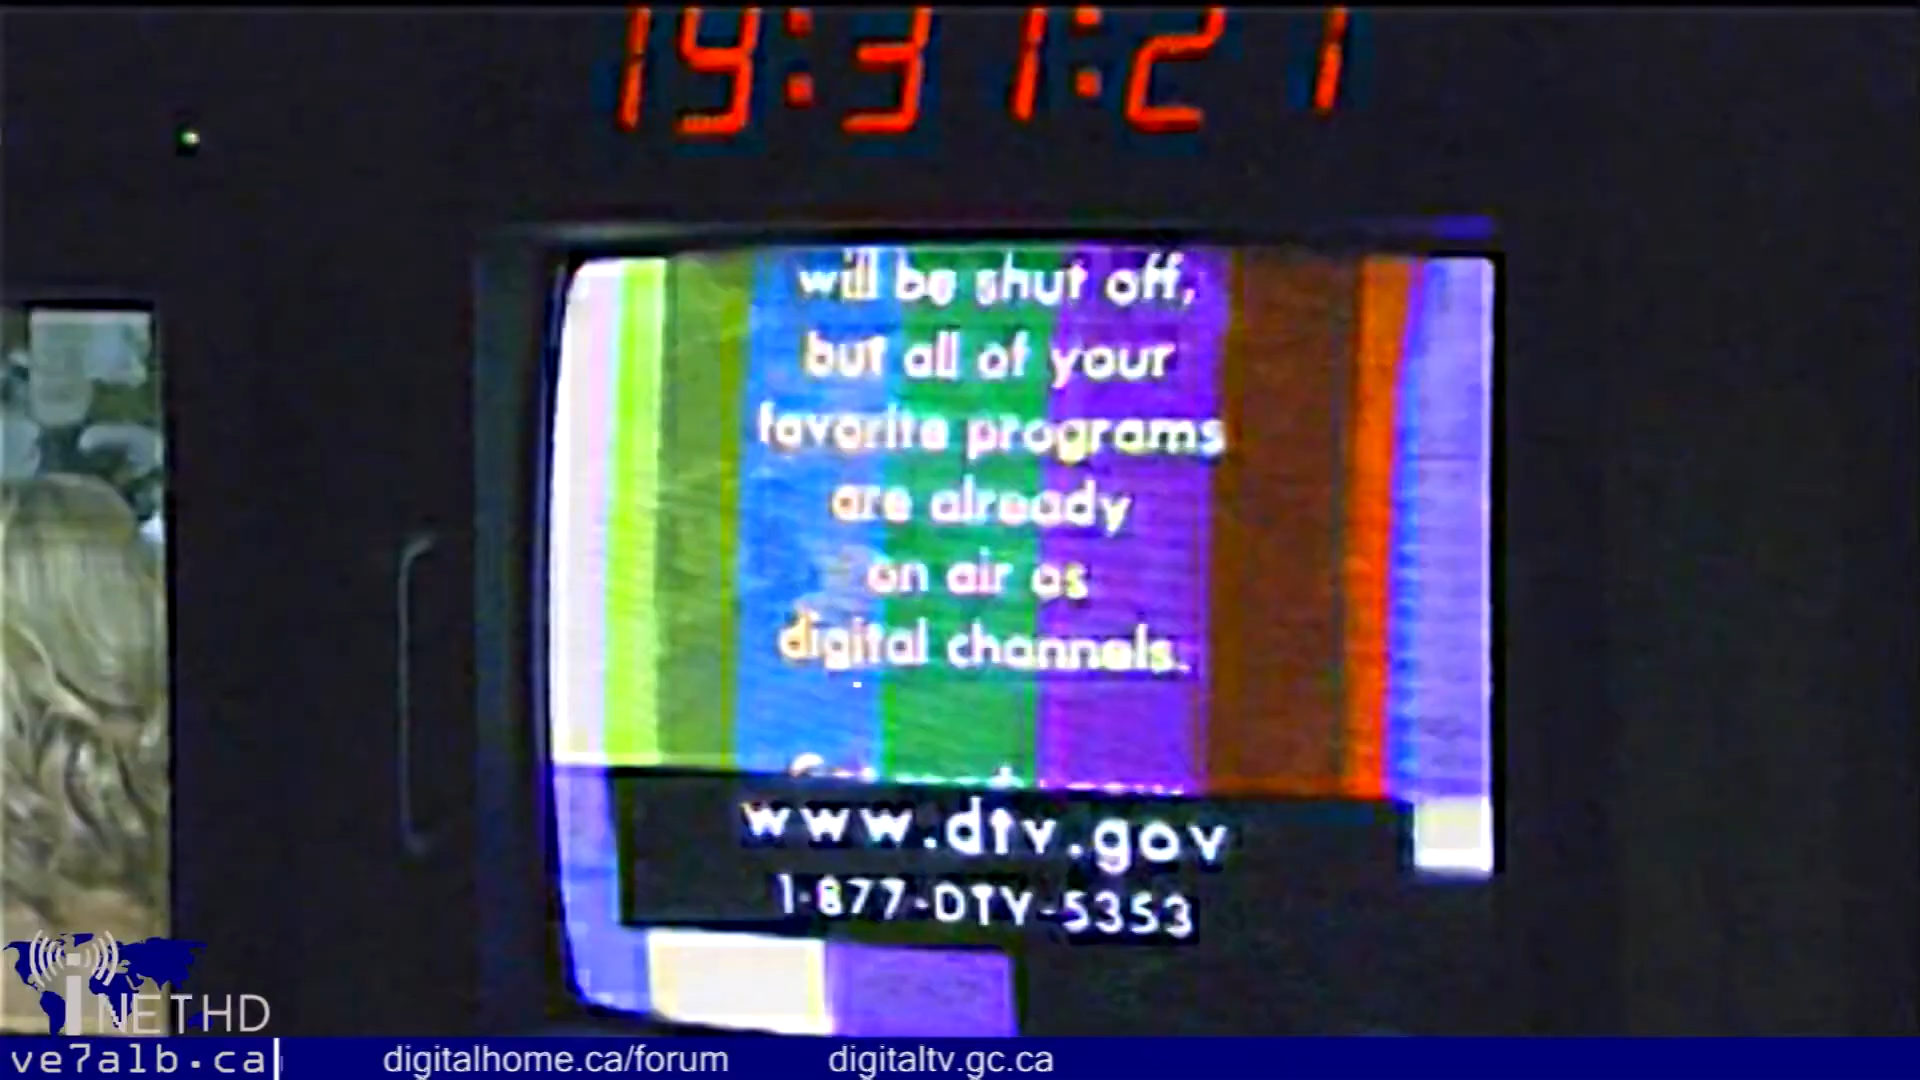 19:31:21
will be shut off,
but all of your
favorite programs
are already
on air as
digital channels.
www.dtv.gov
1-877-DTV-5353
iNETHD
ve7alb.ca
digitalhome.ca/forum
digitaltv.gc.ca